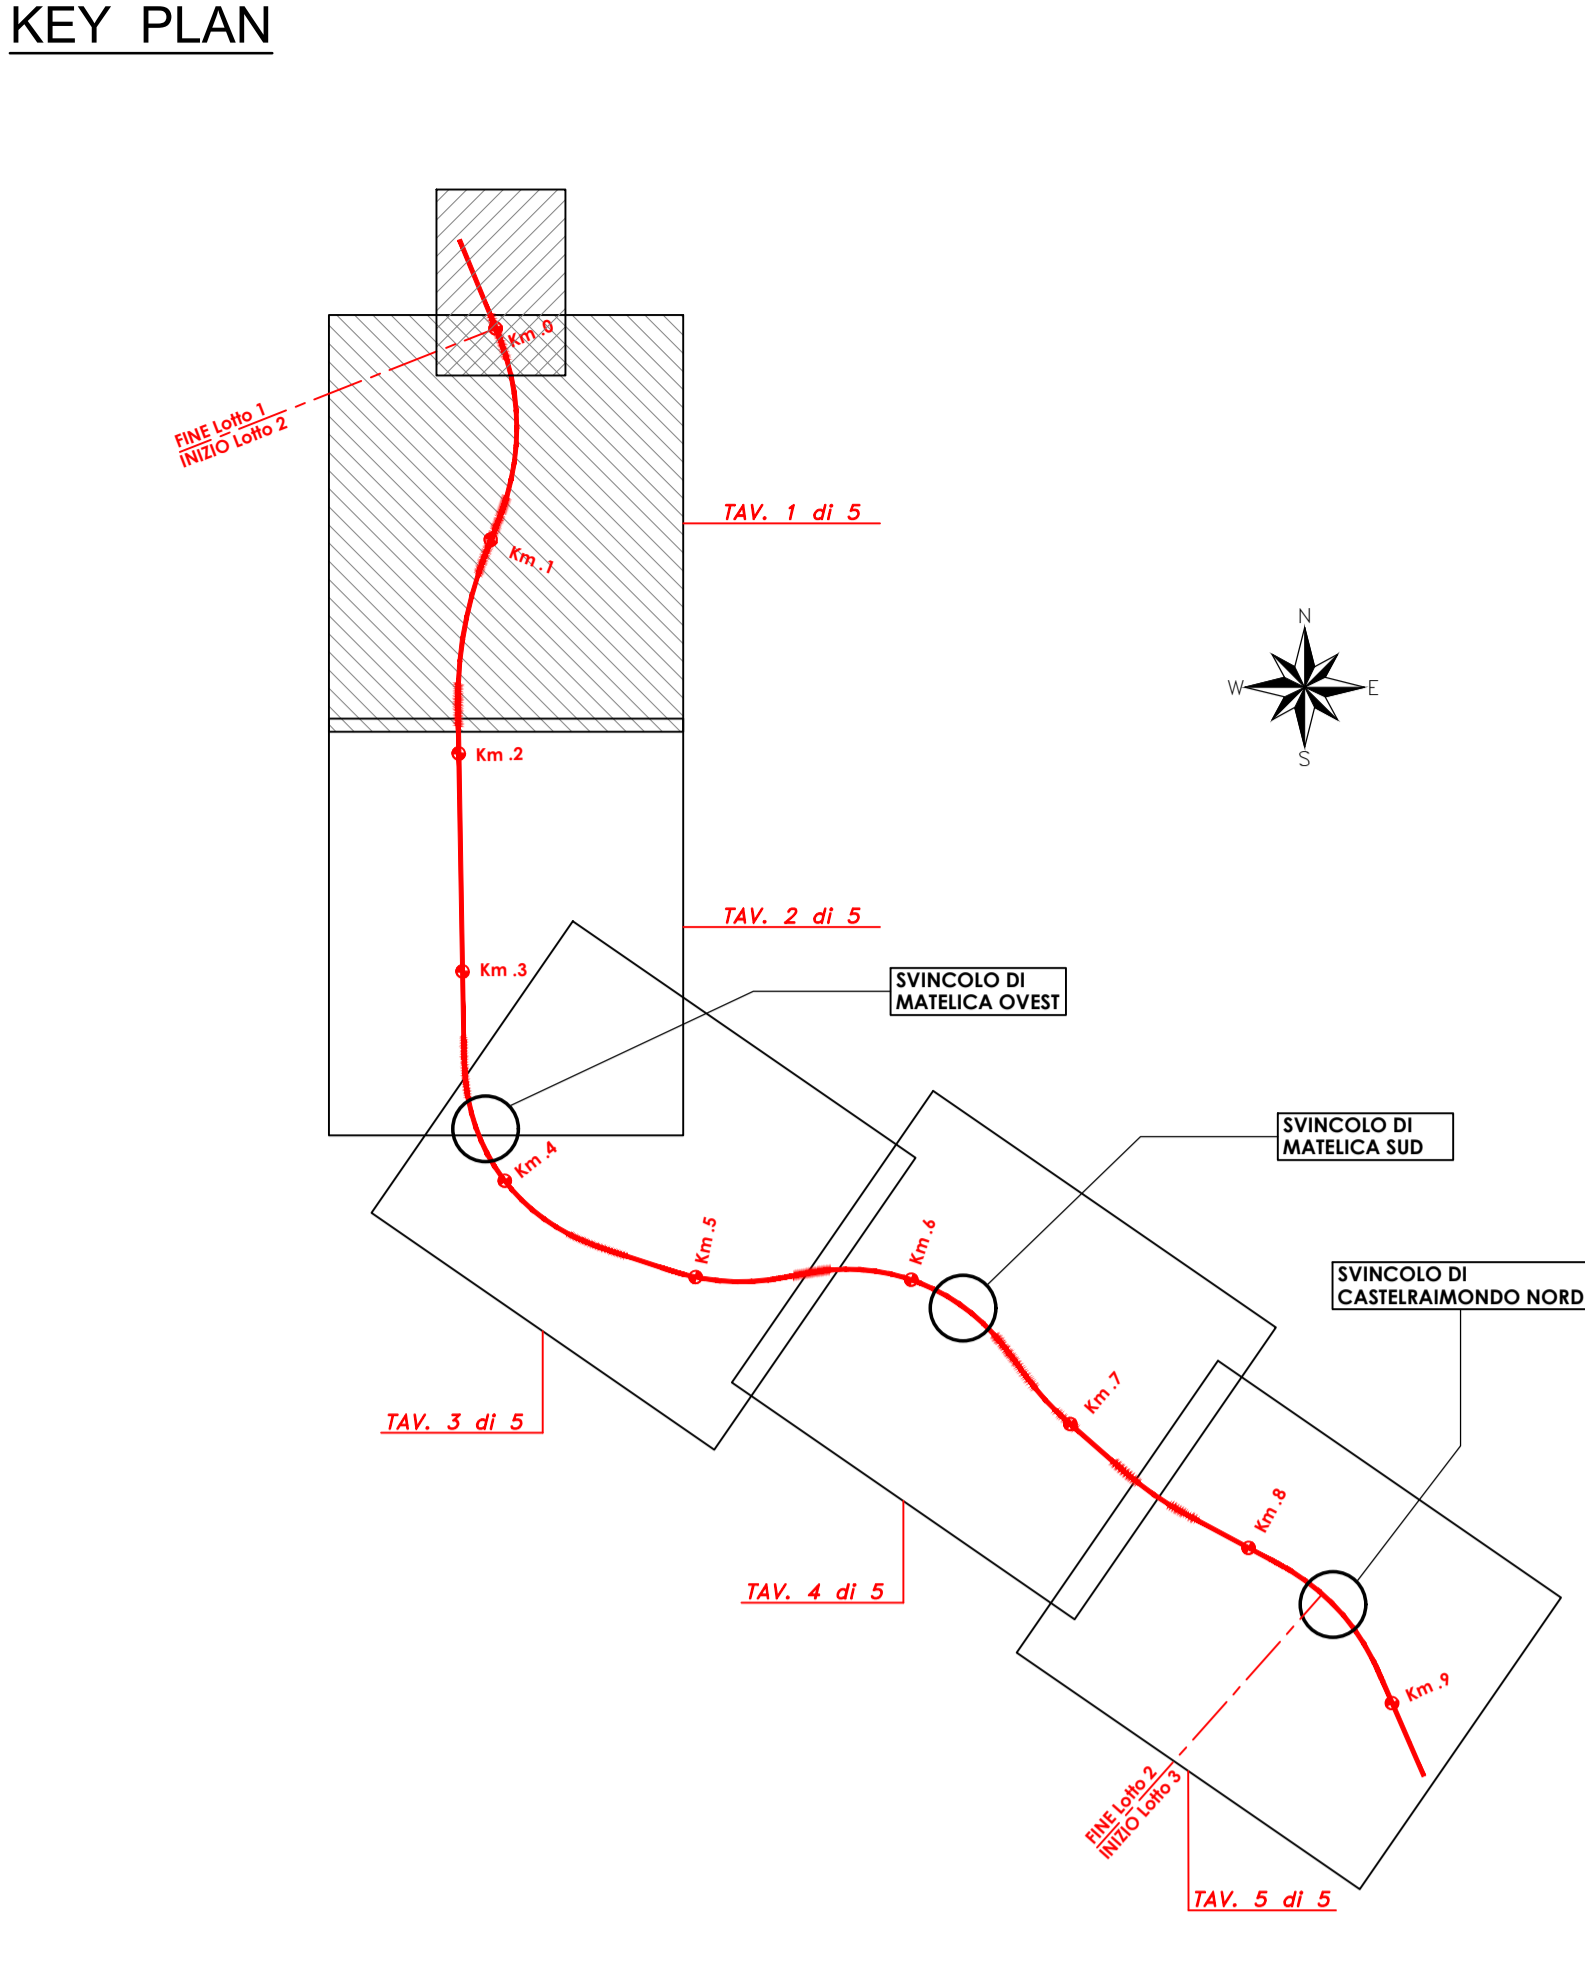 KEY PLAN
Km .0
FINE Lotto 1
INIZIO Lotto 2
TAV. 1 di 5
Km .1
N
W
E
S
Km .2
TAV. 2 di 5
Km .3
SVINCOLO DI
MATELICA OVEST
SVINCOLO DI
MATELICA SUD
Km .4
Km .5
Km .6
SVINCOLO DI
CASTELRAIMONDO NORD
Km .7
TAV. 3 di 5
Km .8
TAV. 4 di 5
Km .9
FINE Lotto 2
INIZIO Lotto 3
TAV. 5 di 5